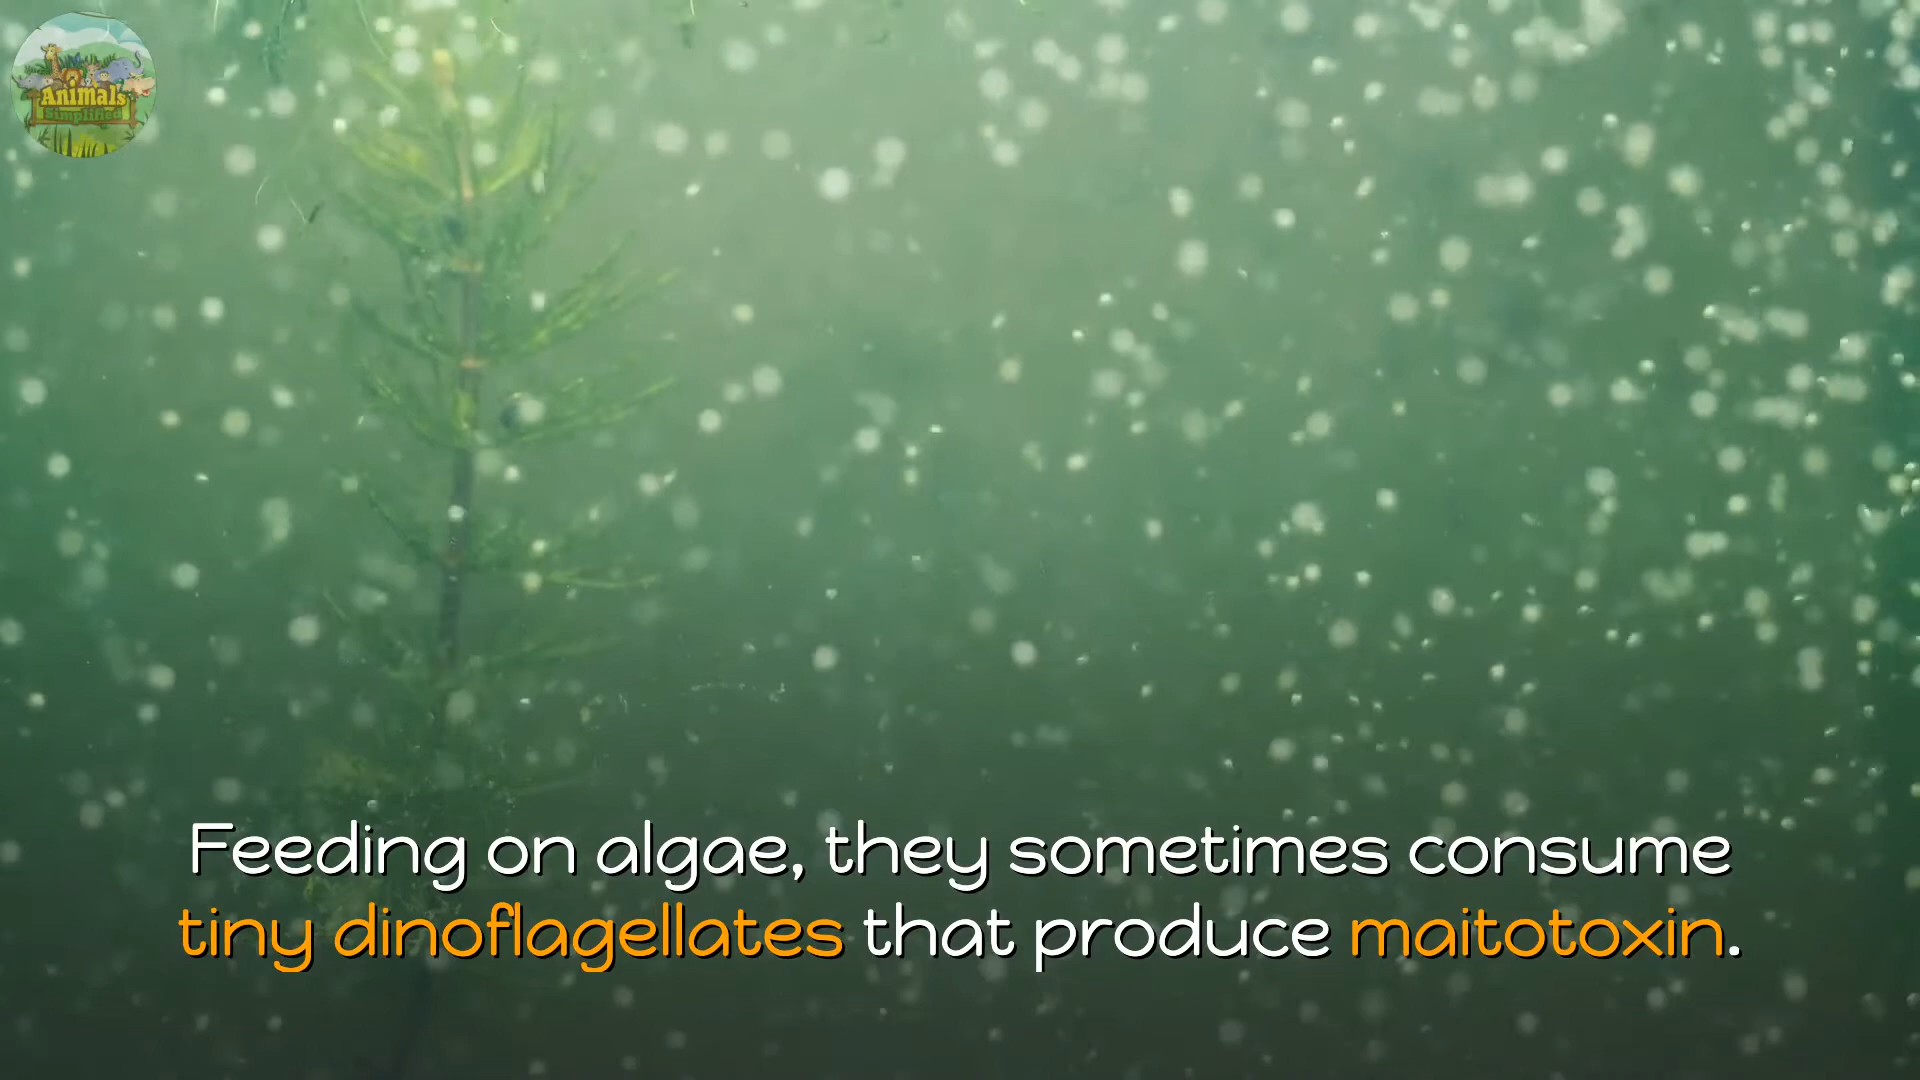 Animals
Simplified
Feeding on algae, they sometimes consume
tiny dinoflagellates that produce maitotoxin.